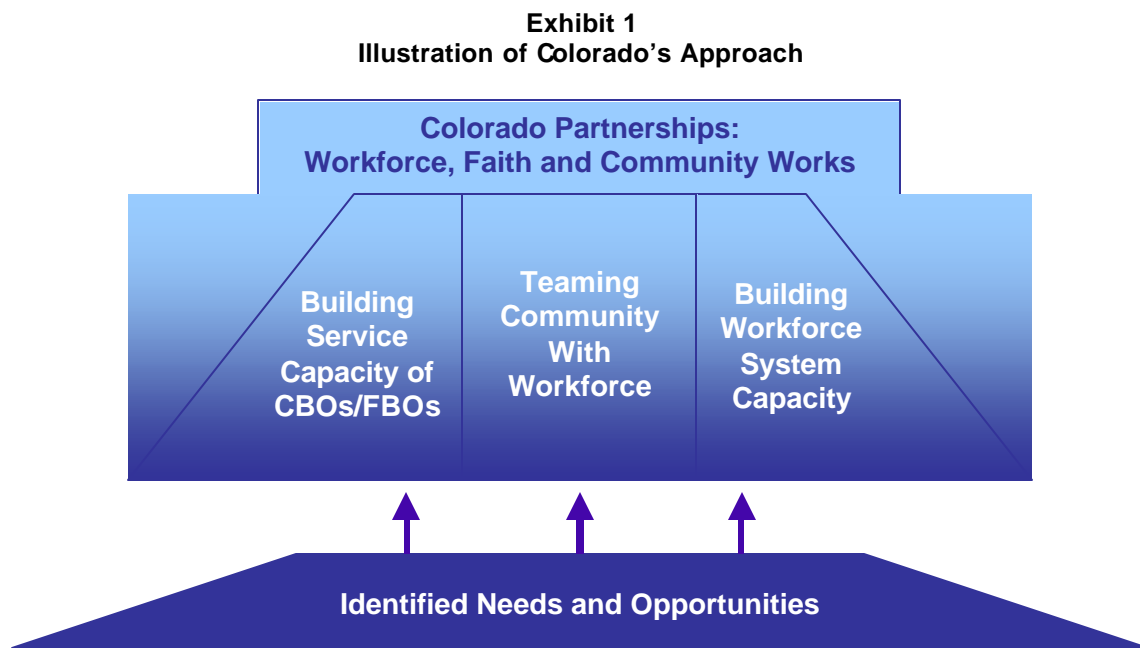 Exhibit 1
Illustration of Colorado's Approach
Colorado Partnerships:
Workforce, Faith and Community Works
Building
Service
Capacity of
CBOs/FBOs
Teaming
Community
With
Workforce
Building
Workforce
System
Capacity
Identified Needs and Opportunities